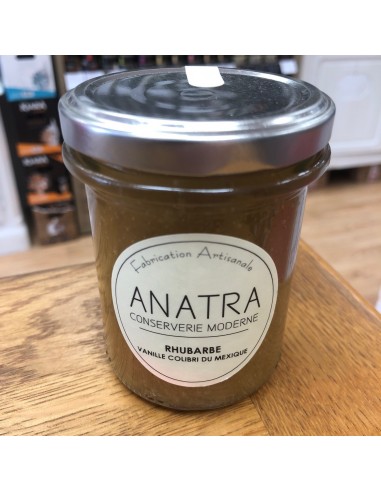 Fabrication Artisanale
ANATRA
CONSERVERIE MODERNE
RHUBARBE
VANILLE COLIBRI DU MEXIQUE